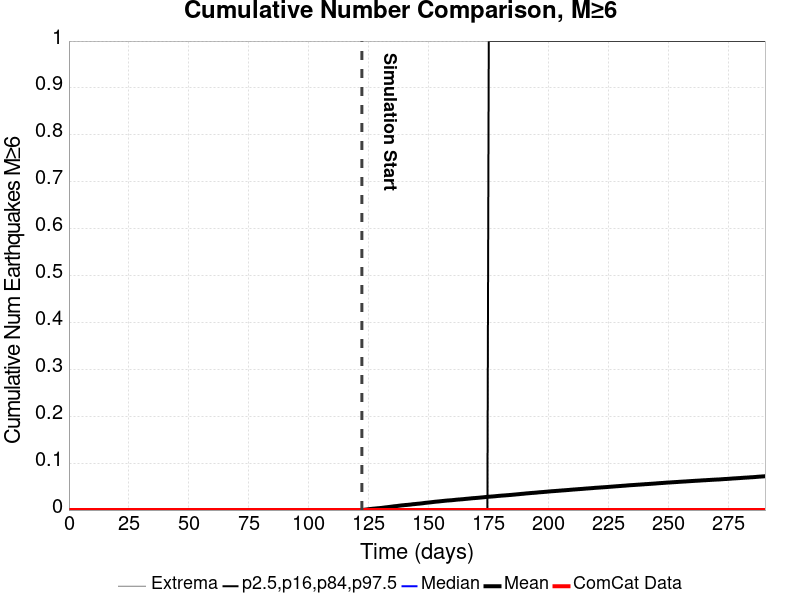 Cumulative Number Comparison, M≥6
Cumulative Num Earthquakes M≥6
1
0.9
0.8
0.7
0.6
0.5
0.4
0.3
0.2
0.1
0
Simulation Start
0 25 50 75 100 125 150 175 200 225 250 275
Time (days)
Extrema p2.5,p16,p84,p97.5 Median Mean ComCat Data